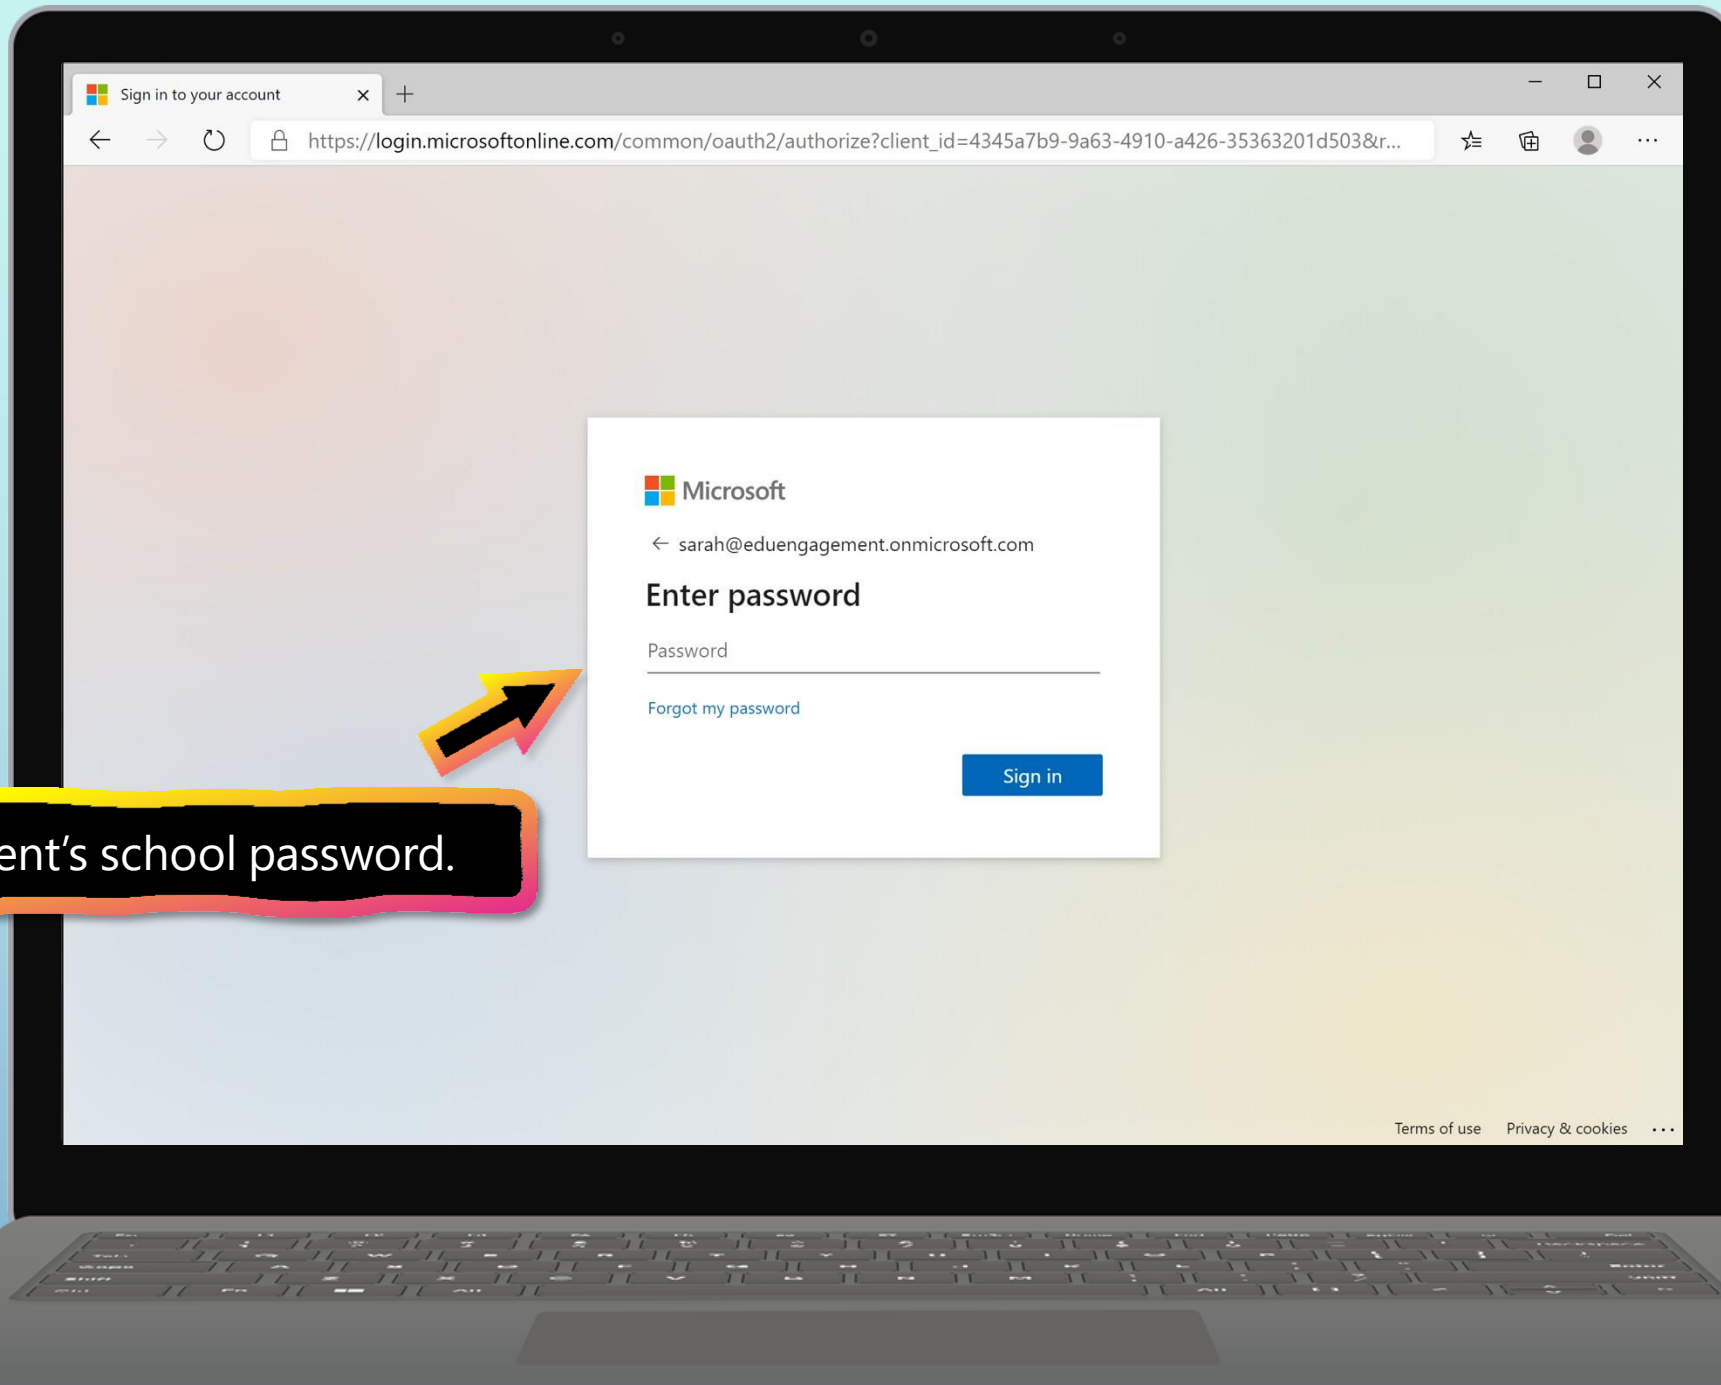 Sign in to your account
https://login.microsoftonline.com/common/oauth2/authorize?client_id=4345a7b9-9a63-4910-a426-35363201d503&r...
Microsoft
sarah@eduengagement.onmicrosoft.com
Enter password
Password
Forgot my password
Sign in
ent’s school password.
Terms of use Privacy & cookies